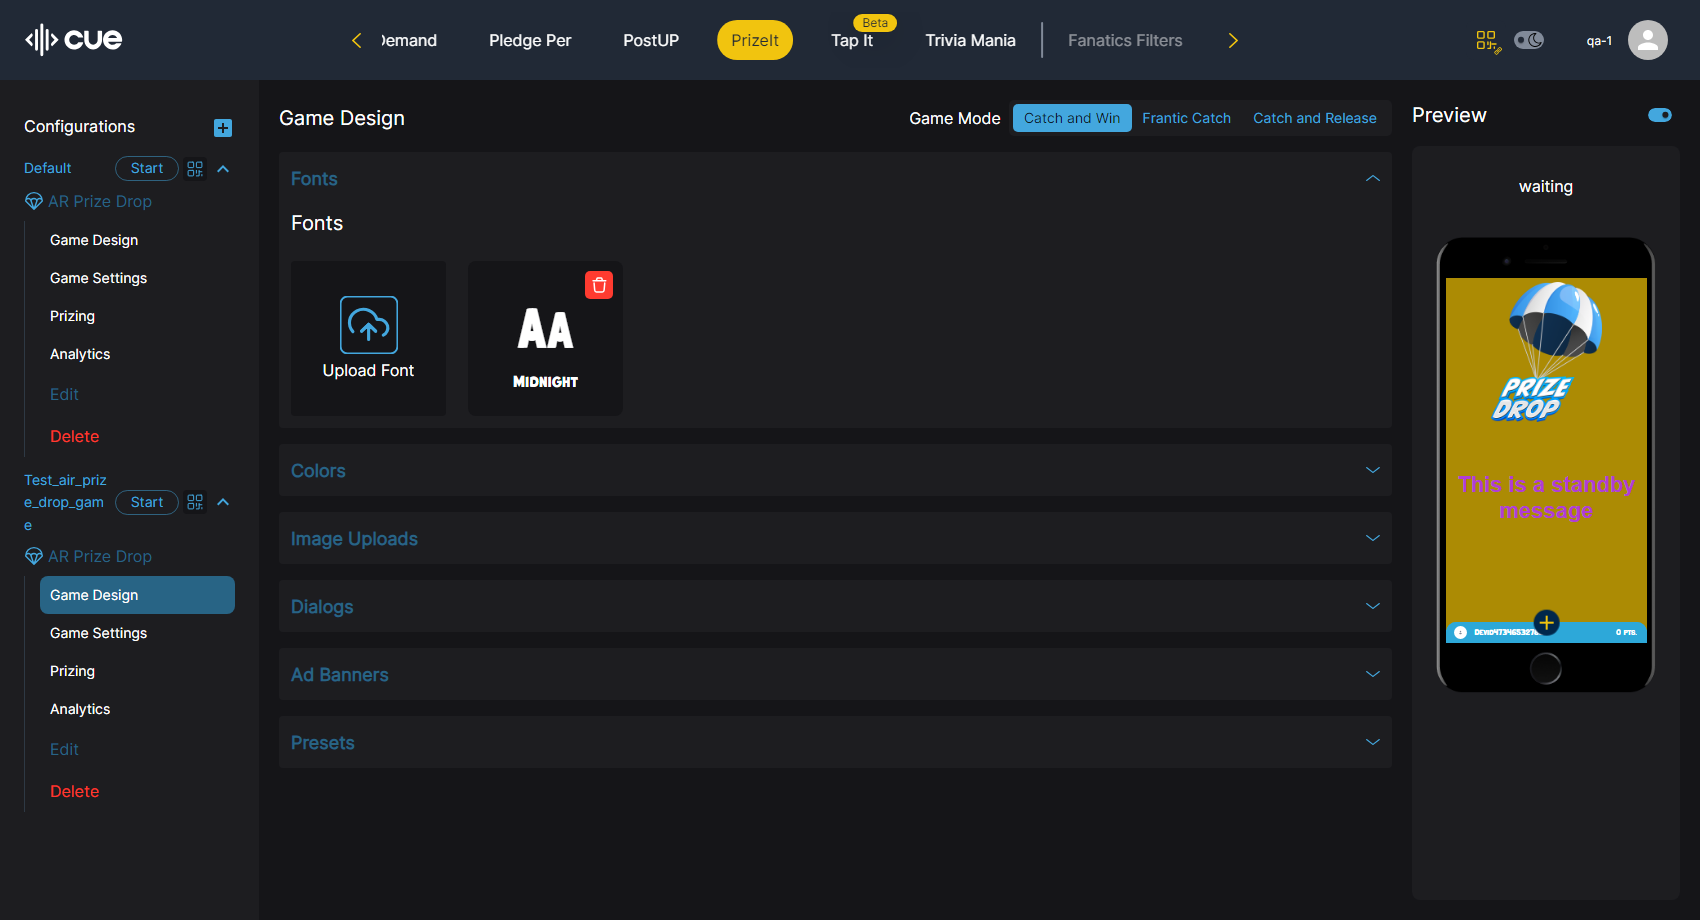 cue
Demand
Pledge Per
PostUP
PrizeIt
Beta
Tap It
Trivia Mania
Fanatics Filters
qa-1
Configurations
Default
Start
AR Prize Drop
Game Design
Game Settings
Prizing
Analytics
Edit
Delete
Test_air_priz
e_drop_gam
e
Start
AR Prize Drop
Game Design
Game Settings
Prizing
Analytics
Edit
Delete
Game Design
Game Mode
Catch and Win
Frantic Catch
Catch and Release
Fonts
Fonts
Upload Font
AA
MIDNIGHT
Colors
Image Uploads
Dialogs
Ad Banners
Presets
Preview
waiting
PRIZE
DROP
This is a standby
message
0 PTS.